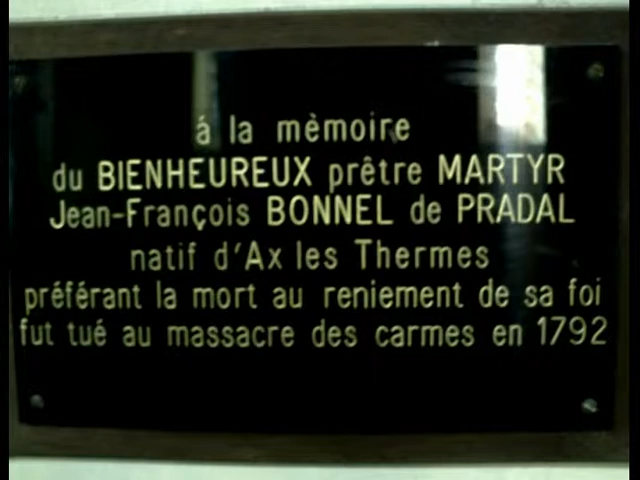 á la mèmoire
du BIENHEUREUX prêtre MARTYR
Jean-François BONNEL de PRADAL
natif d'Ax les Thermes
préférant la mort au reniement de sa foi
fut tué au massacre des carmes en 1792